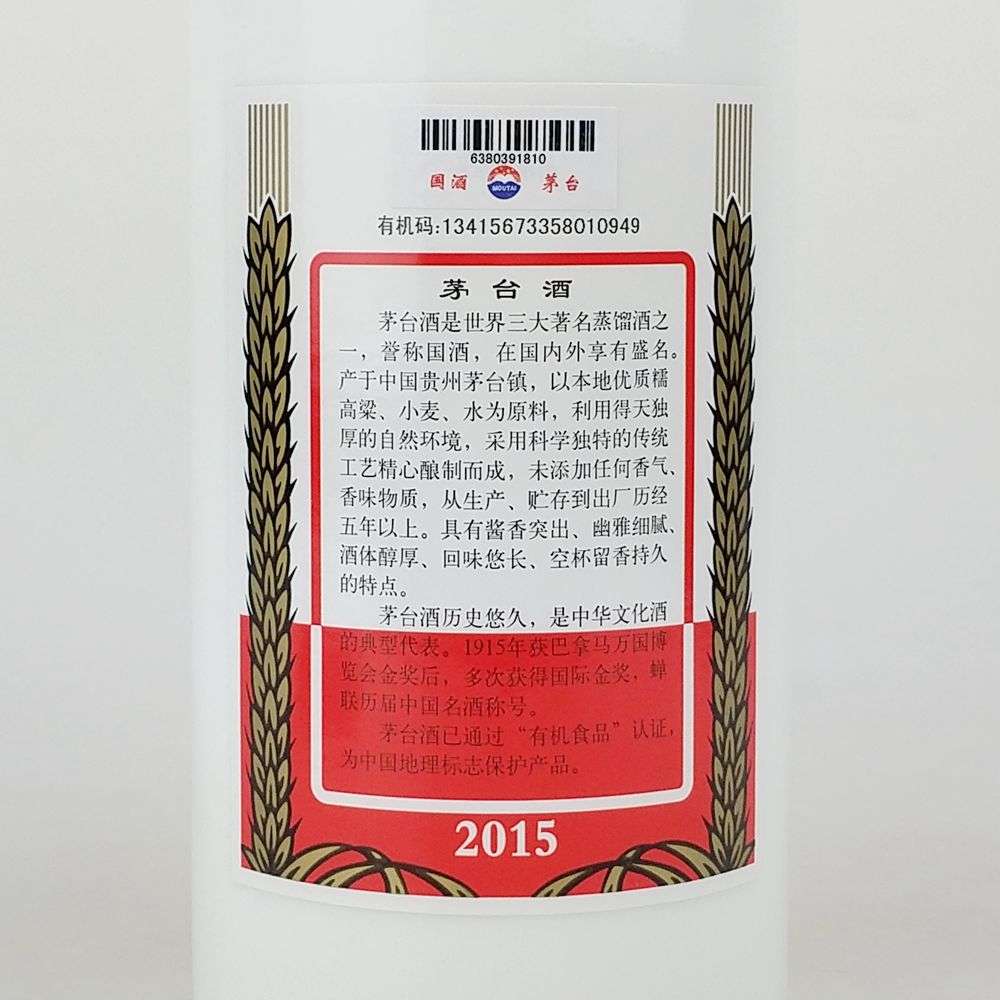 6380391810
国酒 MOUTAI 茅台
有机码:13415673358010949
茅台酒
茅台酒是世界三大著名蒸馏酒之
一，誉称国酒，在国内外享有盛名。
产于中国贵州茅台镇，以本地优质糯
高粱、小麦、水为原料，利用得天独
厚的自然环境，采用科学独特的传统
工艺精心酿制而成，未添加任何香气、
香味物质，从生产、贮存到出厂历经
五年以上。具有酱香突出、幽雅细腻、
酒体醇厚、回味悠长、空杯留香持久
的特点。
茅台酒历史悠久，是中华文化酒
的典型代表。1915年获巴拿马万国博
览会金奖后，多次获得国际金奖，蝉
联历届中国名酒称号。
茅台酒已通过“有机食品”认证，
为中国地理标志保护产品。
2015